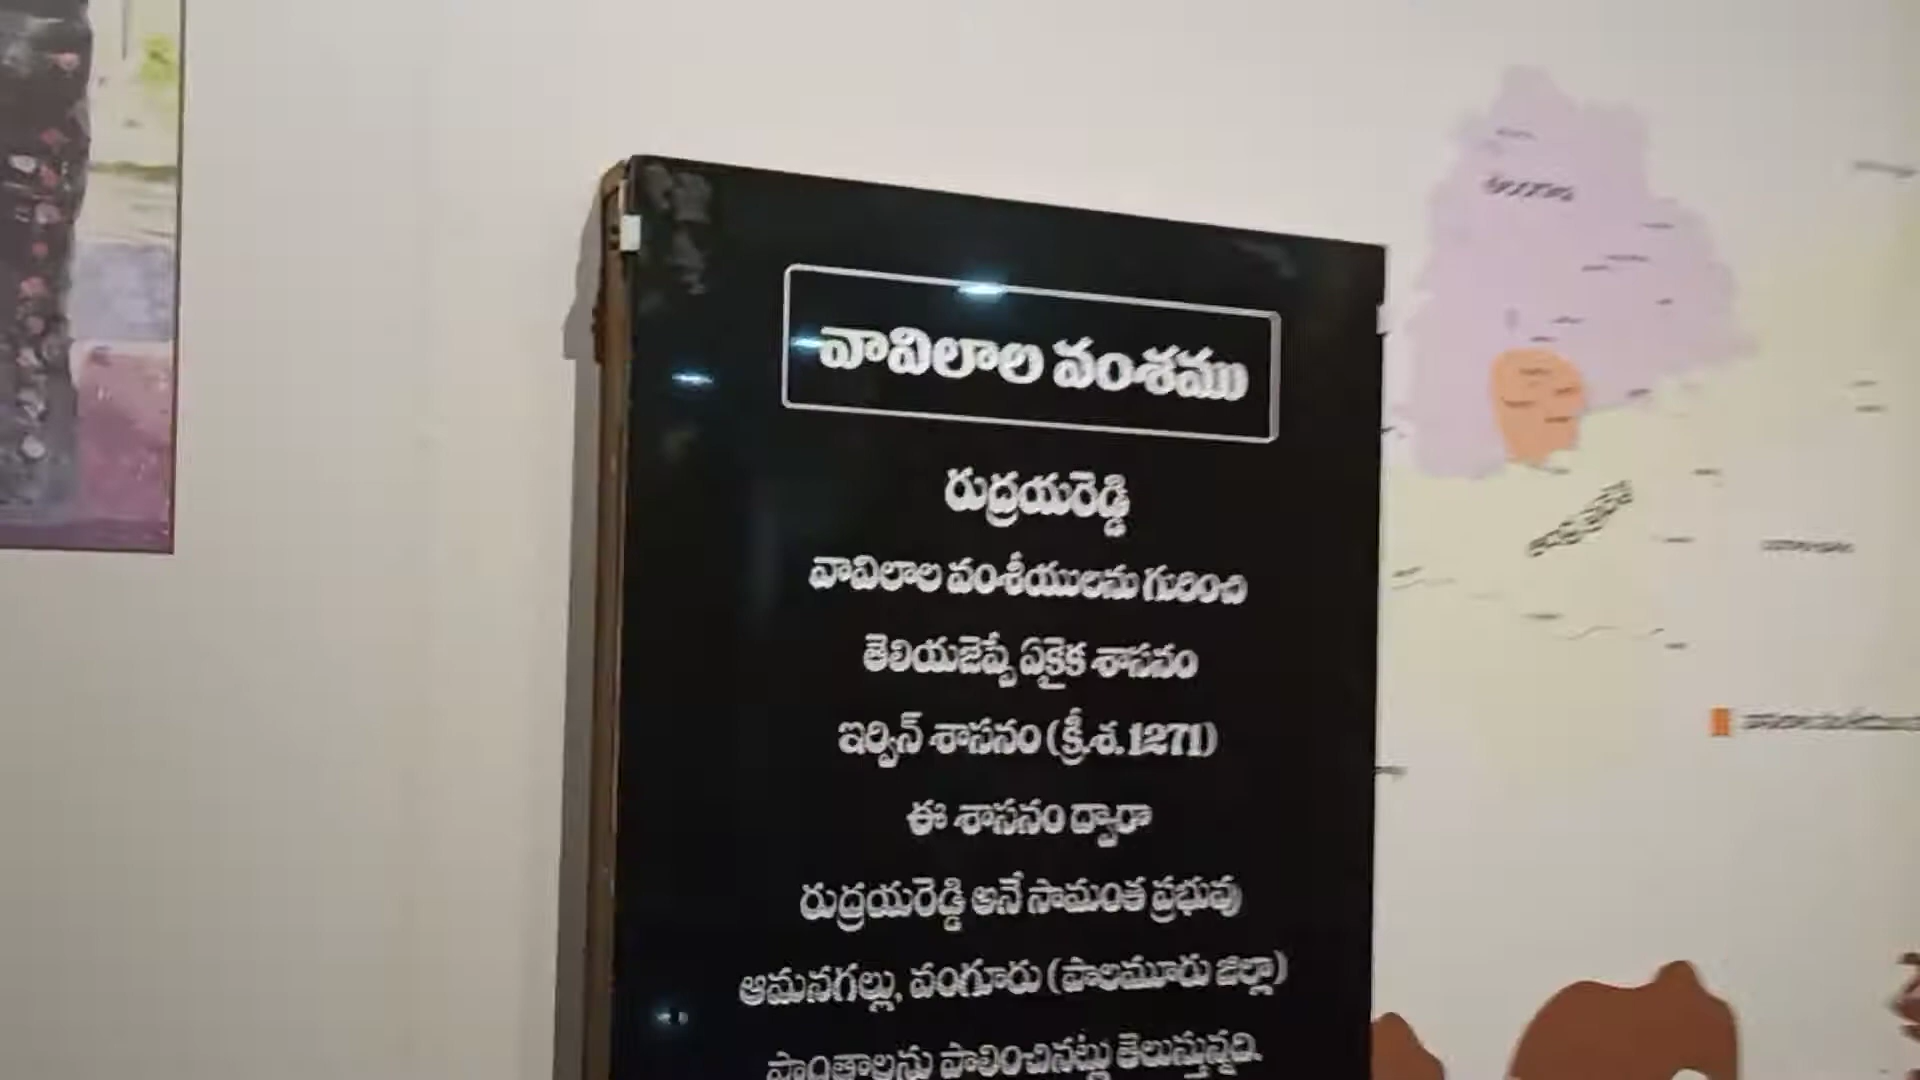 వావిలాల వంశము
రుద్రయరెడ్డి
వావిలాల వంశీయులను గురించి
తెలియజెప్పే ఏకైక శాసనం
ఇర్విన్ శాసనం (క్రీ.శ. 1271)
ఈ శాసనం ద్వారా
రుద్రయరెడ్డి అనే సామంత ప్రభువు
ఆమనగల్లు, వంగూరు (పాలమూరు జిల్లా)
ప్రాంతాలను పాలించినట్లు తెలుస్తున్నది.
తెలంగాణ